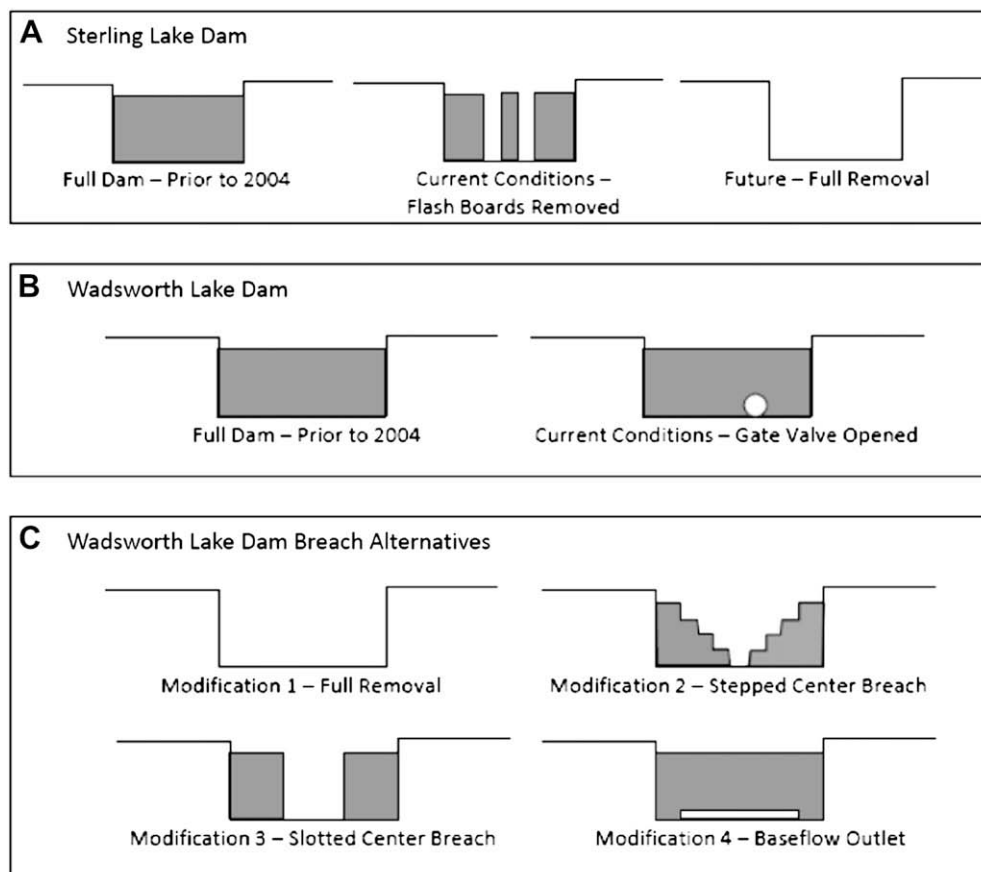 A Sterling Lake Dam
Full Dam – Prior to 2004
Current Conditions –
Flash Boards Removed
Future – Full Removal
B Wadsworth Lake Dam
Full Dam – Prior to 2004
Current Conditions – Gate Valve Opened
C Wadsworth Lake Dam Breach Alternatives
Modification 1 – Full Removal
Modification 2 – Stepped Center Breach
Modification 3 – Slotted Center Breach
Modification 4 – Baseflow Outlet